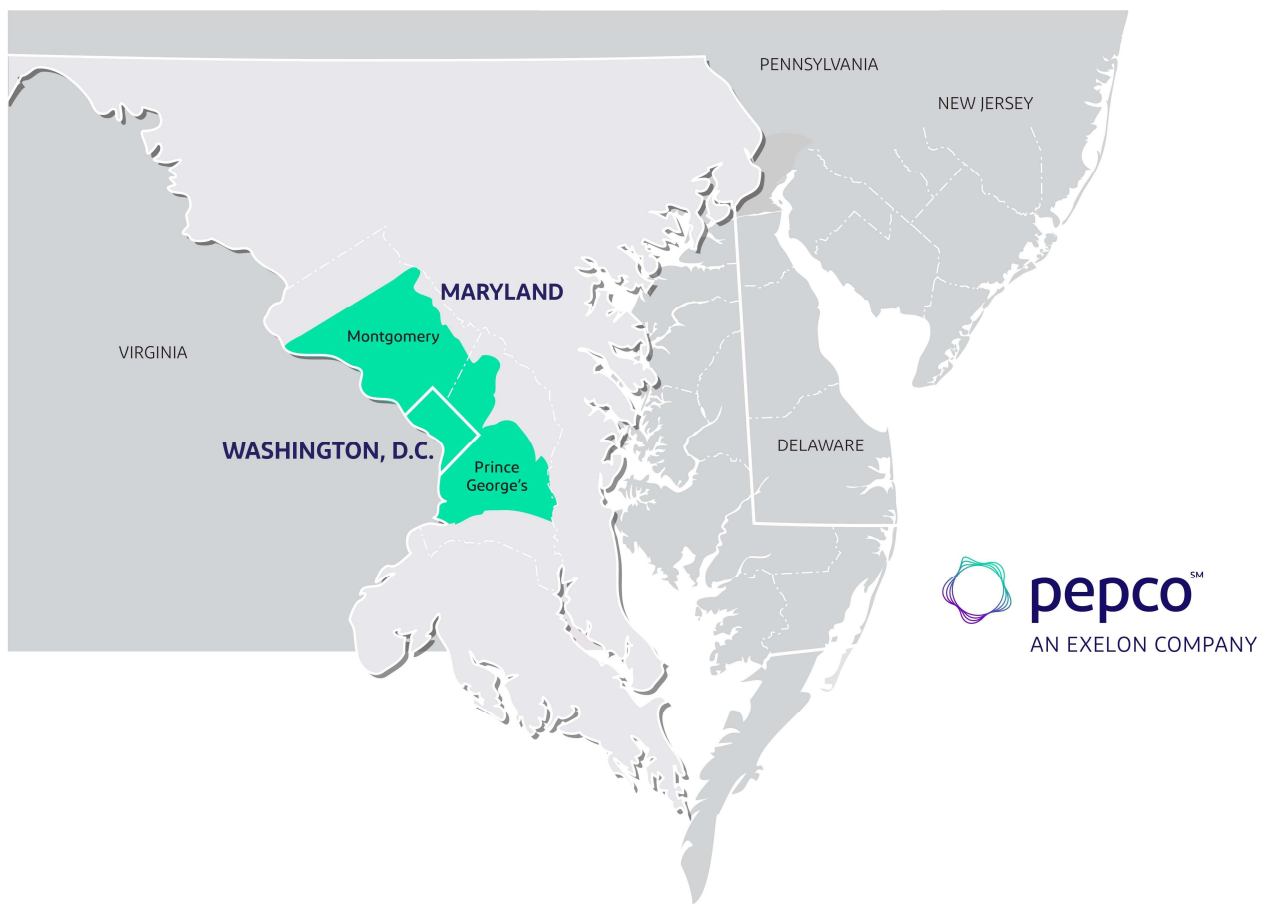 PENNSYLVANIA
NEW JERSEY
MARYLAND
Montgomery
VIRGINIA
WASHINGTON, D.C.
DELAWARE
Prince
George's
pepco℠
AN EXELON COMPANY